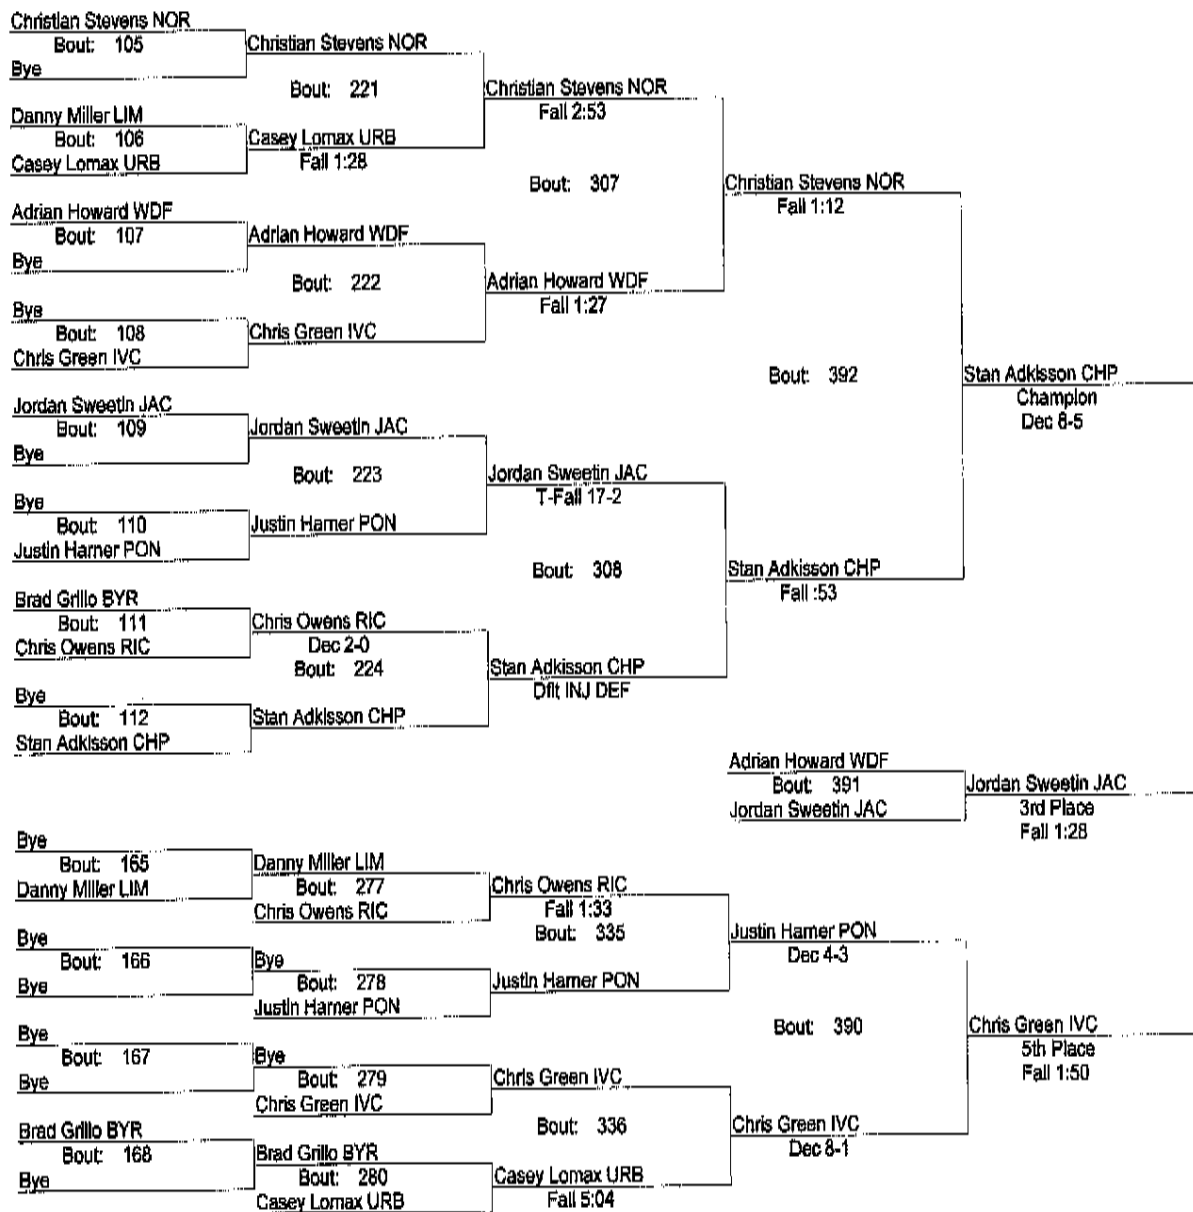 Christian Stevens NOR
Bout: 105
Bye
Christian Stevens NOR
Bout: 221
Danny Miller LIM
Bout: 106
Casey Lomax URB
Casey Lomax URB
Fall 1:28
Christian Stevens NOR
Fall 2:53
Bout: 307
Adrian Howard WDF
Bout: 107
Bye
Adrian Howard WDF
Bout: 222
Bye
Bout: 108
Chris Green IVC
Chris Green IVC
Adrian Howard WDF
Fall 1:27
Christian Stevens NOR
Fall 1:12
Bout: 392
Jordan Sweetin JAC
Bout: 109
Bye
Jordan Sweetin JAC
Bout: 223
Bye
Bout: 110
Justin Harner PON
Justin Harner PON
Jordan Sweetin JAC
T-Fall 17-2
Bout: 308
Brad Grillo BYR
Bout: 111
Chris Owens RIC
Chris Owens RIC
Dec 2-0
Bout: 224
Bye
Bout: 112
Stan Adkisson CHP
Stan Adkisson CHP
Stan Adkisson CHP
Dflt INJ DEF
Stan Adkisson CHP
Fall :53
Stan Adkisson CHP
Champion
Dec 8-5
Adrian Howard WDF
Bout: 391
Jordan Sweetin JAC
Jordan Sweetin JAC
3rd Place
Fall 1:28
Bye
Bout: 165
Danny Miller LIM
Danny Miller LIM
Bout: 277
Chris Owens RIC
Chris Owens RIC
Fall 1:33
Bout: 335
Bye
Bout: 166
Bye
Bye
Bout: 278
Justin Harner PON
Justin Harner PON
Justin Harner PON
Dec 4-3
Bout: 390
Bye
Bout: 167
Bye
Bye
Bout: 279
Chris Green IVC
Chris Green IVC
Bout: 336
Brad Grillo BYR
Bout: 168
Bye
Brad Grillo BYR
Bout: 280
Casey Lomax URB
Casey Lomax URB
Fall 5:04
Chris Green IVC
Dec 8-1
Chris Green IVC
5th Place
Fall 1:50